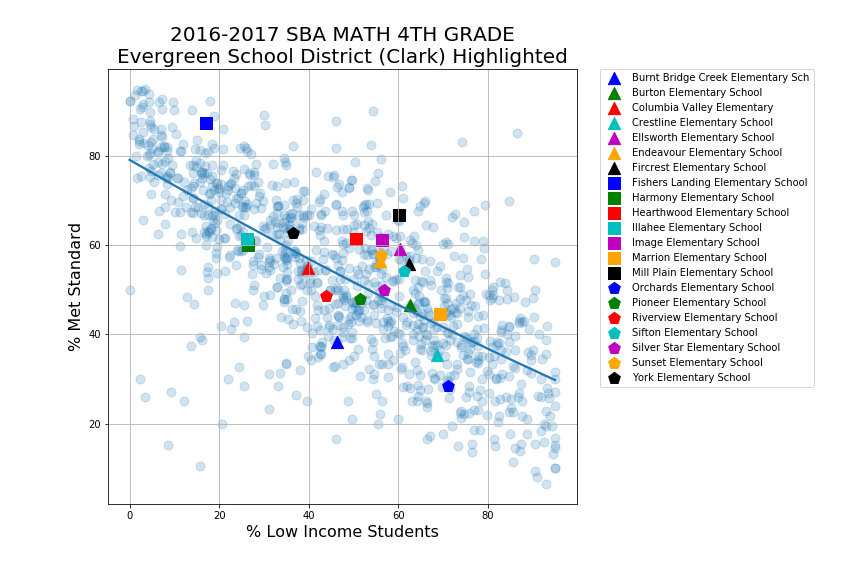 2016-2017 SBA MATH 4TH GRADE
Evergreen School District (Clark) Highlighted
% Met Standard
80
60
40
20
0 20 40 60 80
% Low Income Students
Burnt Bridge Creek Elementary Sch
Burton Elementary School
Columbia Valley Elementary
Crestline Elementary School
Ellsworth Elementary School
Endeavour Elementary School
Fircrest Elementary School
Fishers Landing Elementary School
Harmony Elementary School
Hearthwood Elementary School
Illahee Elementary School
Image Elementary School
Marrion Elementary School
Mill Plain Elementary School
Orchards Elementary School
Pioneer Elementary School
Riverview Elementary School
Sifton Elementary School
Silver Star Elementary School
Sunset Elementary School
York Elementary School